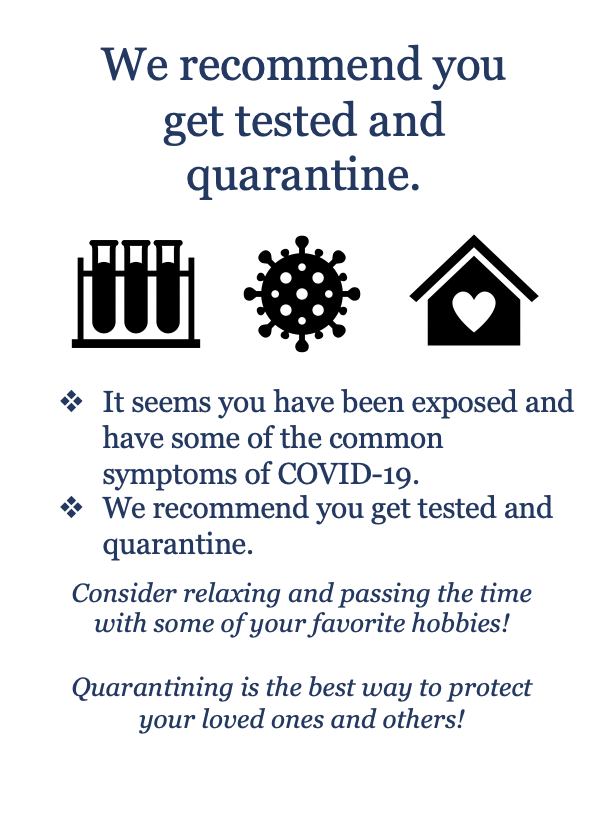 We recommend you
get tested and
quarantine.
❖ It seems you have been exposed and
have some of the common
symptoms of COVID-19.
❖ We recommend you get tested and
quarantine.
Consider relaxing and passing the time
with some of your favorite hobbies!
Quarantining is the best way to protect
your loved ones and others!